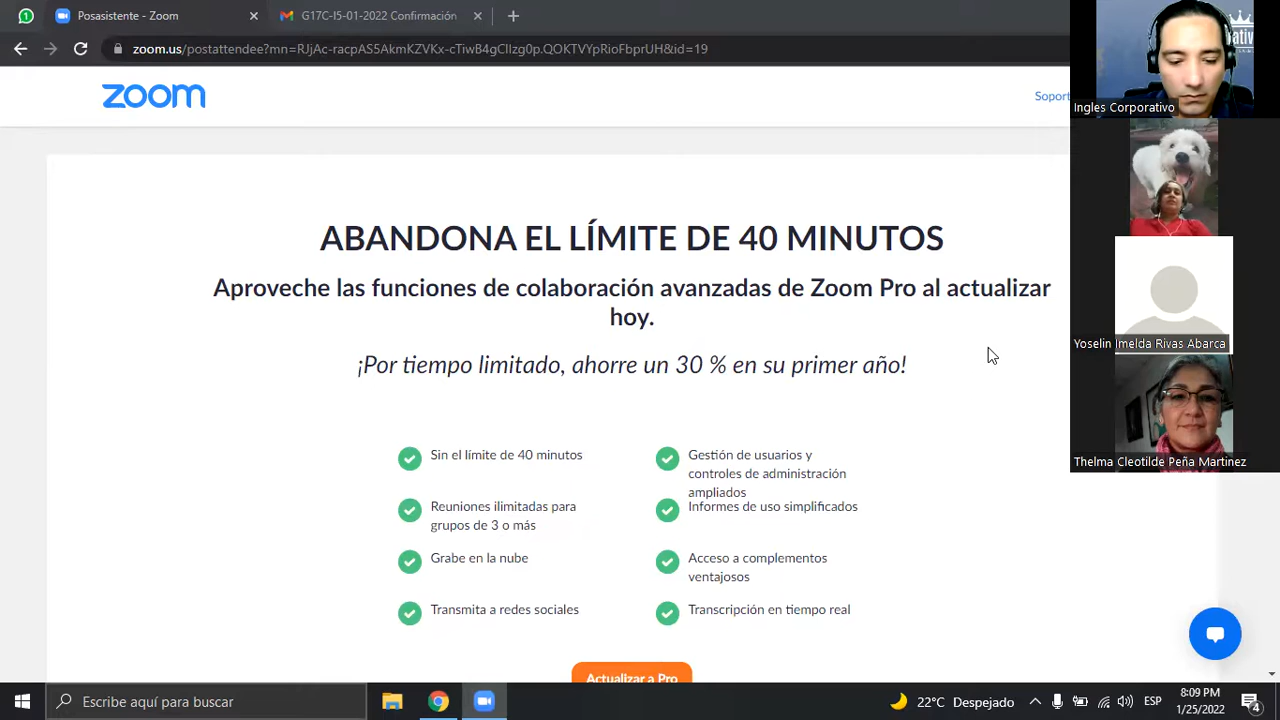 1
Posasistente - Zoom
G17C-I5-01-2022 Confirmación
zoom.us/postattendee?mn=RJjAc-racpAS5AkmKZVKx-cTiwB4gCIlzg0p.QOKTVYpRioFbprUH&id=19
zoom
Soport
ABANDONA EL LÍMITE DE 40 MINUTOS
Aproveche las funciones de colaboración avanzadas de Zoom Pro al actualizar
hoy.
¡Por tiempo limitado, ahorre un 30 % en su primer año!
Sin el límite de 40 minutos
Reuniones ilimitadas para
grupos de 3 o más
Grabe en la nube
Transmita a redes sociales
Gestión de usuarios y
controles de administración
ampliados
Informes de uso simplificados
Acceso a complementos
ventajosos
Transcripción en tiempo real
Actualizar a Pro
Ingles Corporativo
Yoselin Imelda Rivas Abarca
Thelma Cleotilde Peña Martinez
Escribe aquí para buscar
22°C Despejado
ESP
8:09 PM
1/25/2022
4